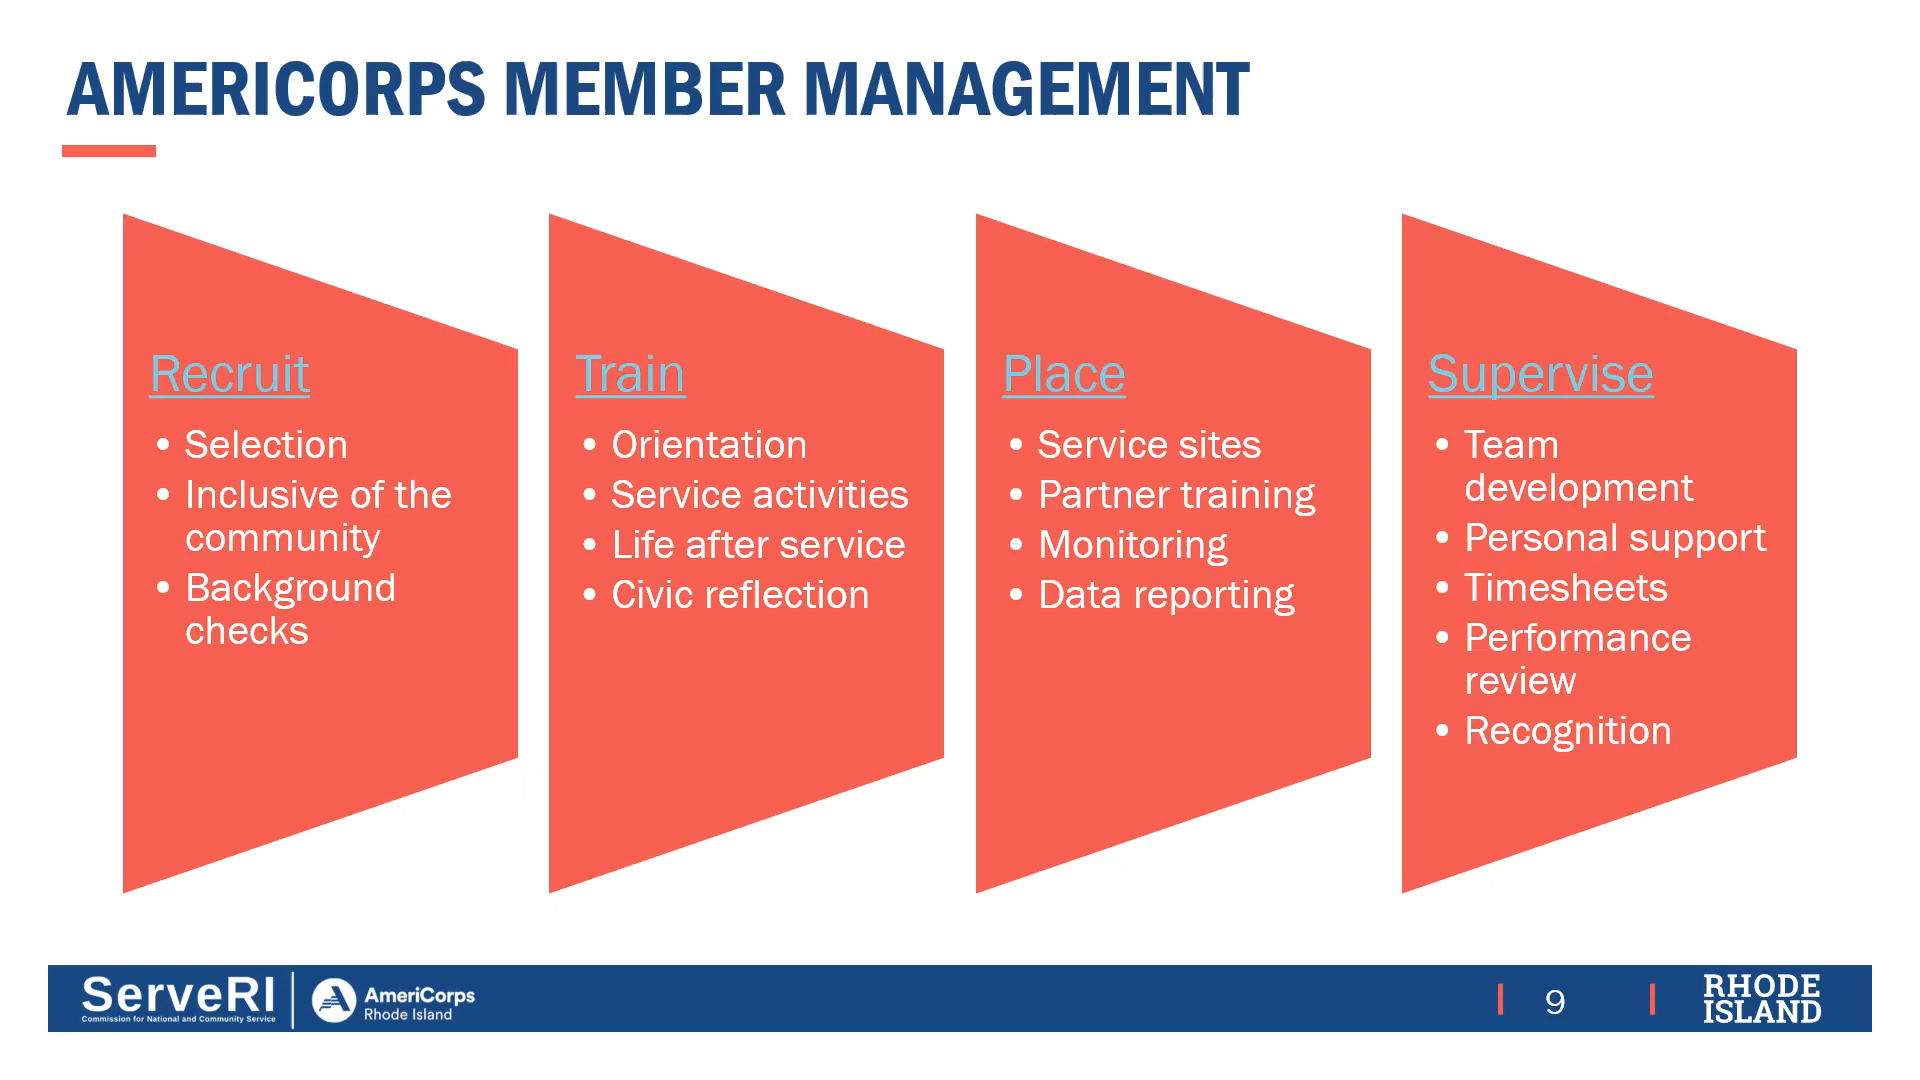 AMERICORPS MEMBER MANAGEMENT
Recruit
• Selection
• Inclusive of the
community
• Background
checks
Train
• Orientation
• Service activities
• Life after service
• Civic reflection
Place
• Service sites
• Partner training
• Monitoring
• Data reporting
Supervise
• Team
development
• Personal support
• Timesheets
• Performance
review
• Recognition
ServeRI
Commission for National and Community Service
AmeriCorps
Rhode Island
9
RHODE
ISLAND